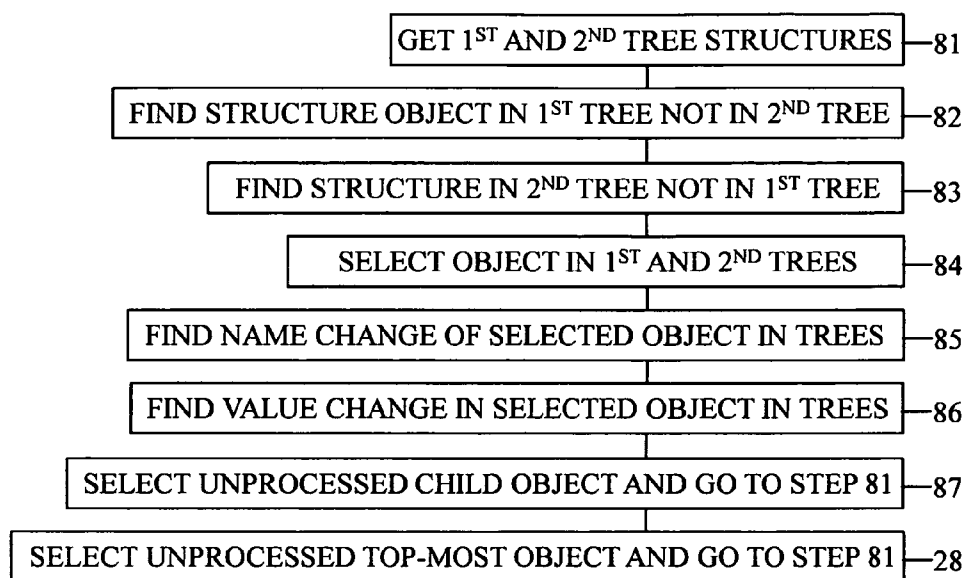 GET 1ST AND 2ND TREE STRUCTURES 81
FIND STRUCTURE OBJECT IN 1ST TREE NOT IN 2ND TREE 82
FIND STRUCTURE IN 2ND TREE NOT IN 1ST TREE 83
SELECT OBJECT IN 1ST AND 2ND TREES 84
FIND NAME CHANGE OF SELECTED OBJECT IN TREES 85
FIND VALUE CHANGE IN SELECTED OBJECT IN TREES 86
SELECT UNPROCESSED CHILD OBJECT AND GO TO STEP 81 87
SELECT UNPROCESSED TOP-MOST OBJECT AND GO TO STEP 81 28